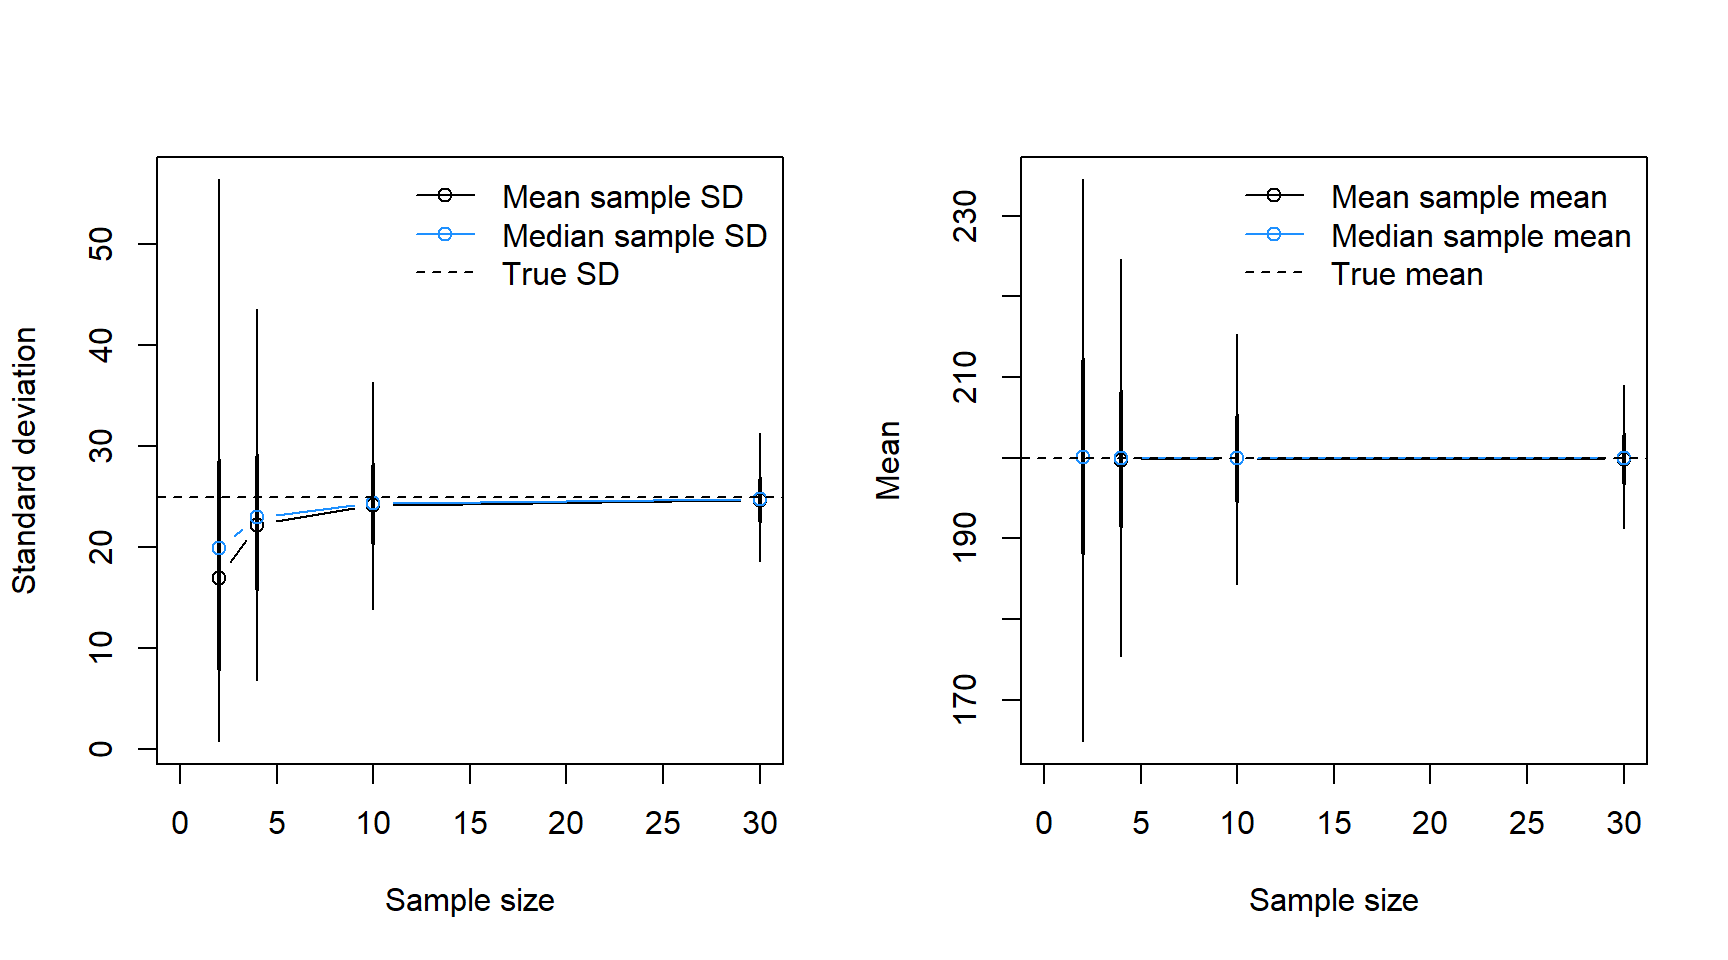 Mean sample SD
Median sample SD
True SD
Standard deviation
50
40
30
20
10
0
0 5 10 15 20 25 30
Sample size
Mean sample mean
Median sample mean
True mean
Mean
230
210
190
170
0 5 10 15 20 25 30
Sample size